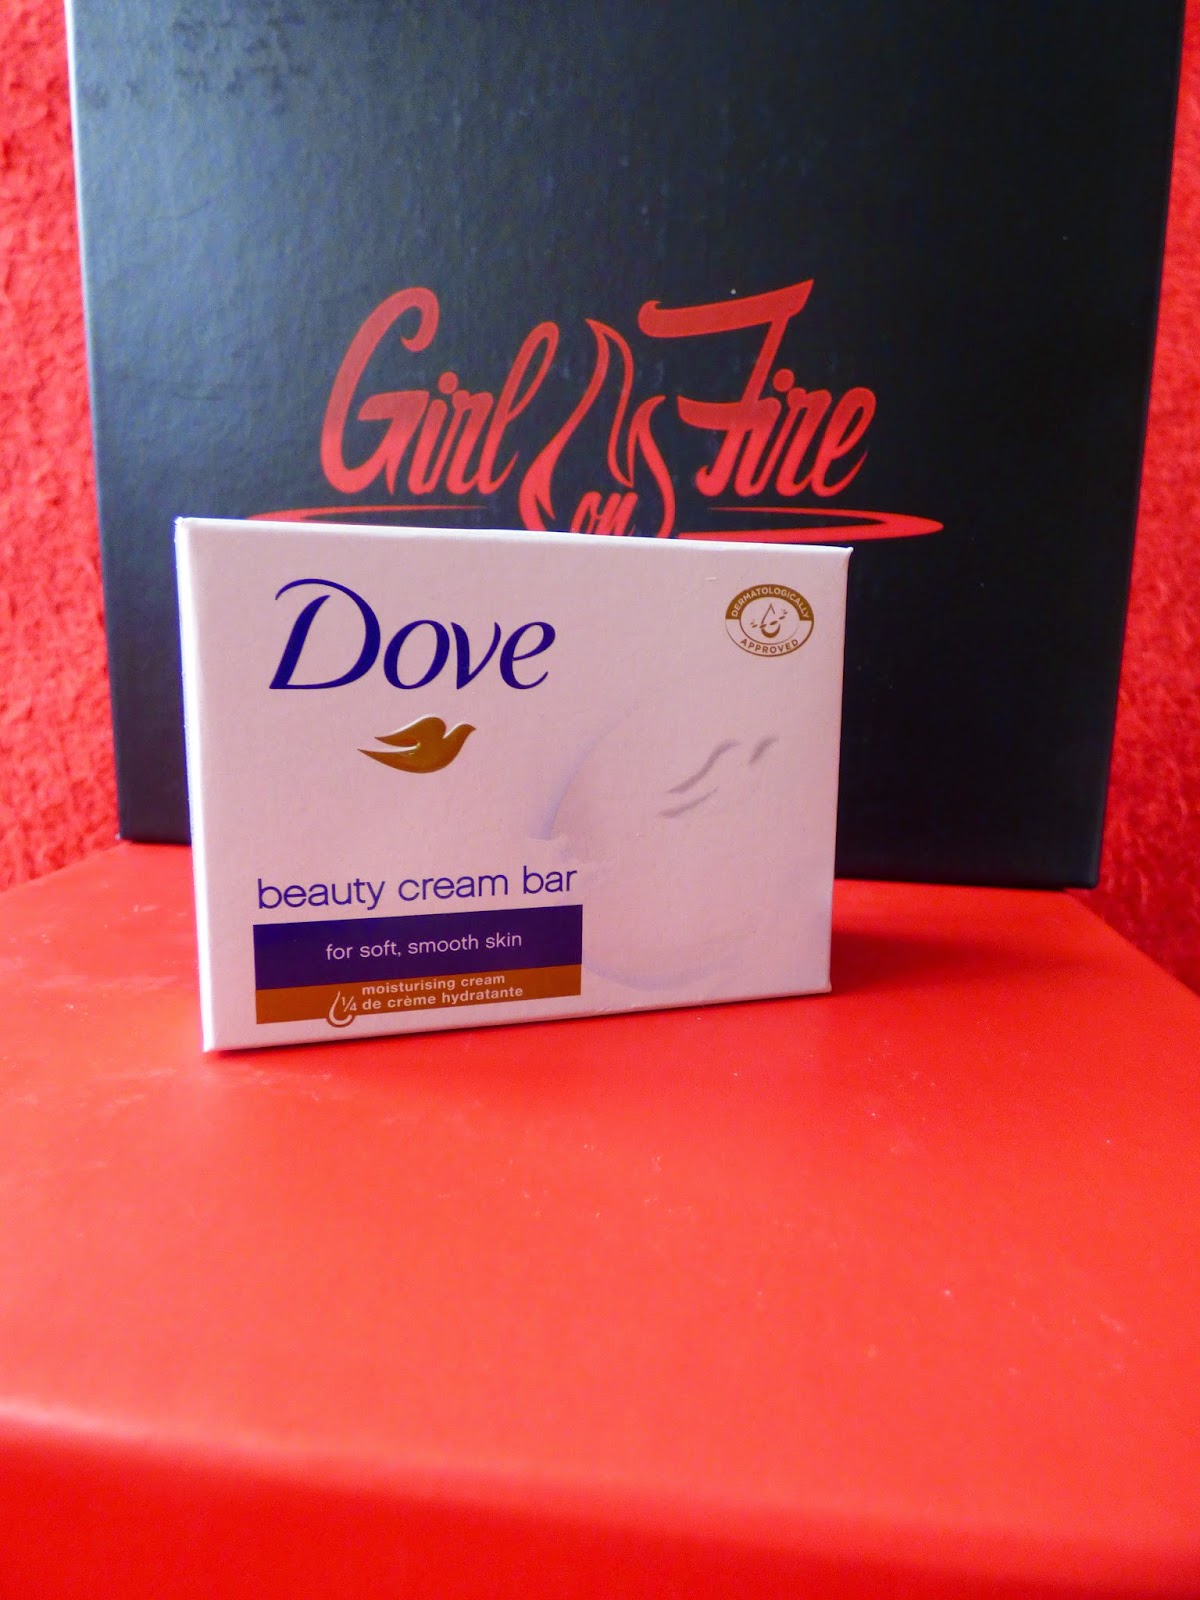 Girl on Fire
Dove
DERMATOLOGICALLY
APPROVED
beauty cream bar
for soft, smooth skin
1/4 moisturising cream
de crème hydratante